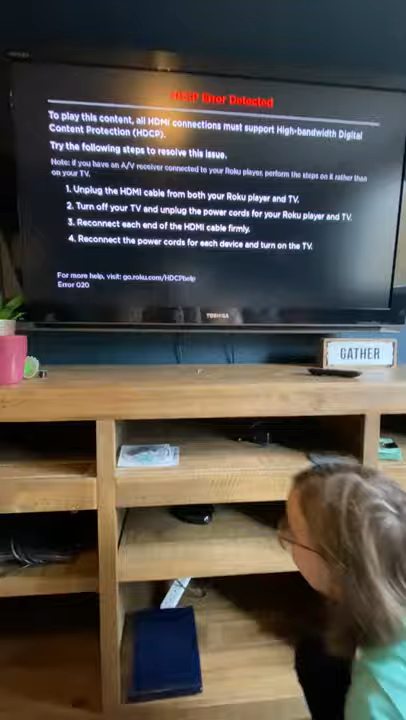 HDCP Error Detected
To play this content, all HDMI connections must support High-bandwidth Digital
Content Protection (HDCP).
Try the following steps to resolve this issue.
Note: if you have an A/V receiver connected to your Roku player, perform the steps on it rather than
on your TV.
1. Unplug the HDMI cable from both your Roku player and TV.
2. Turn off your TV and unplug the power cords for your Roku player and TV.
3. Reconnect each end of the HDMI cable firmly.
4. Reconnect the power cords for each device and turn on the TV.
For more help, visit: go.roku.com/HDCPhelp
Error 020
TOSHIBA
GATHER